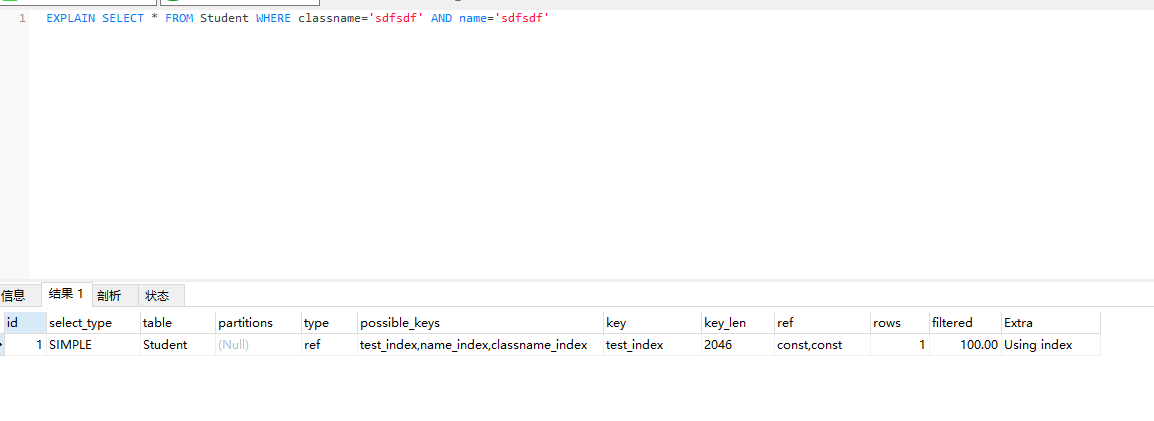 1 EXPLAIN SELECT * FROM Student WHERE classname='sdfsdf' AND name='sdfsdf'
信息 结果 1 剖析 状态
id select_type table partitions type possible_keys key key_len ref rows filtered Extra
1 SIMPLE Student (Null) ref test_index,name_index,classname_index test_index 2046 const,const 1 100.00 Using index